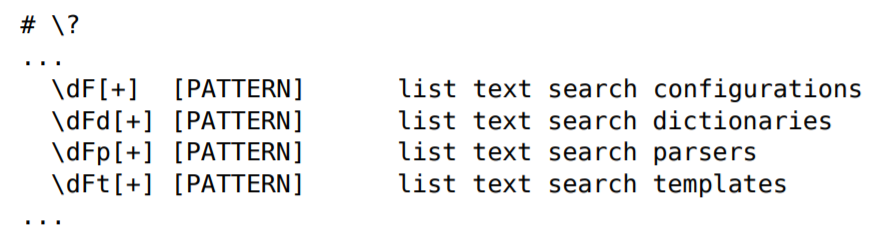 # \?
...
\dF[+]  [PATTERN]      list text search configurations
\dFd[+] [PATTERN]      list text search dictionaries
\dFp[+] [PATTERN]      list text search parsers
\dFt[+] [PATTERN]      list text search templates
...